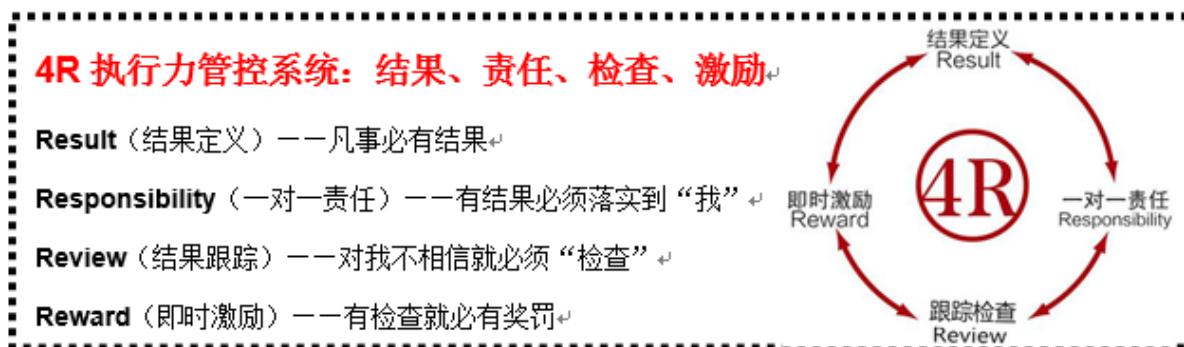 4R 执行力管控系统：结果、责任、检查、激励
Result（结果定义）——凡事必有结果
Responsibility（一对一责任）——有结果必须落实到“我”
Review（结果跟踪）——对我不相信就必须“检查”
Reward（即时激励）——有检查就必有奖罚
结果定义
Result
4R
即时激励
Reward
一对一责任
Responsibility
跟踪检查
Review